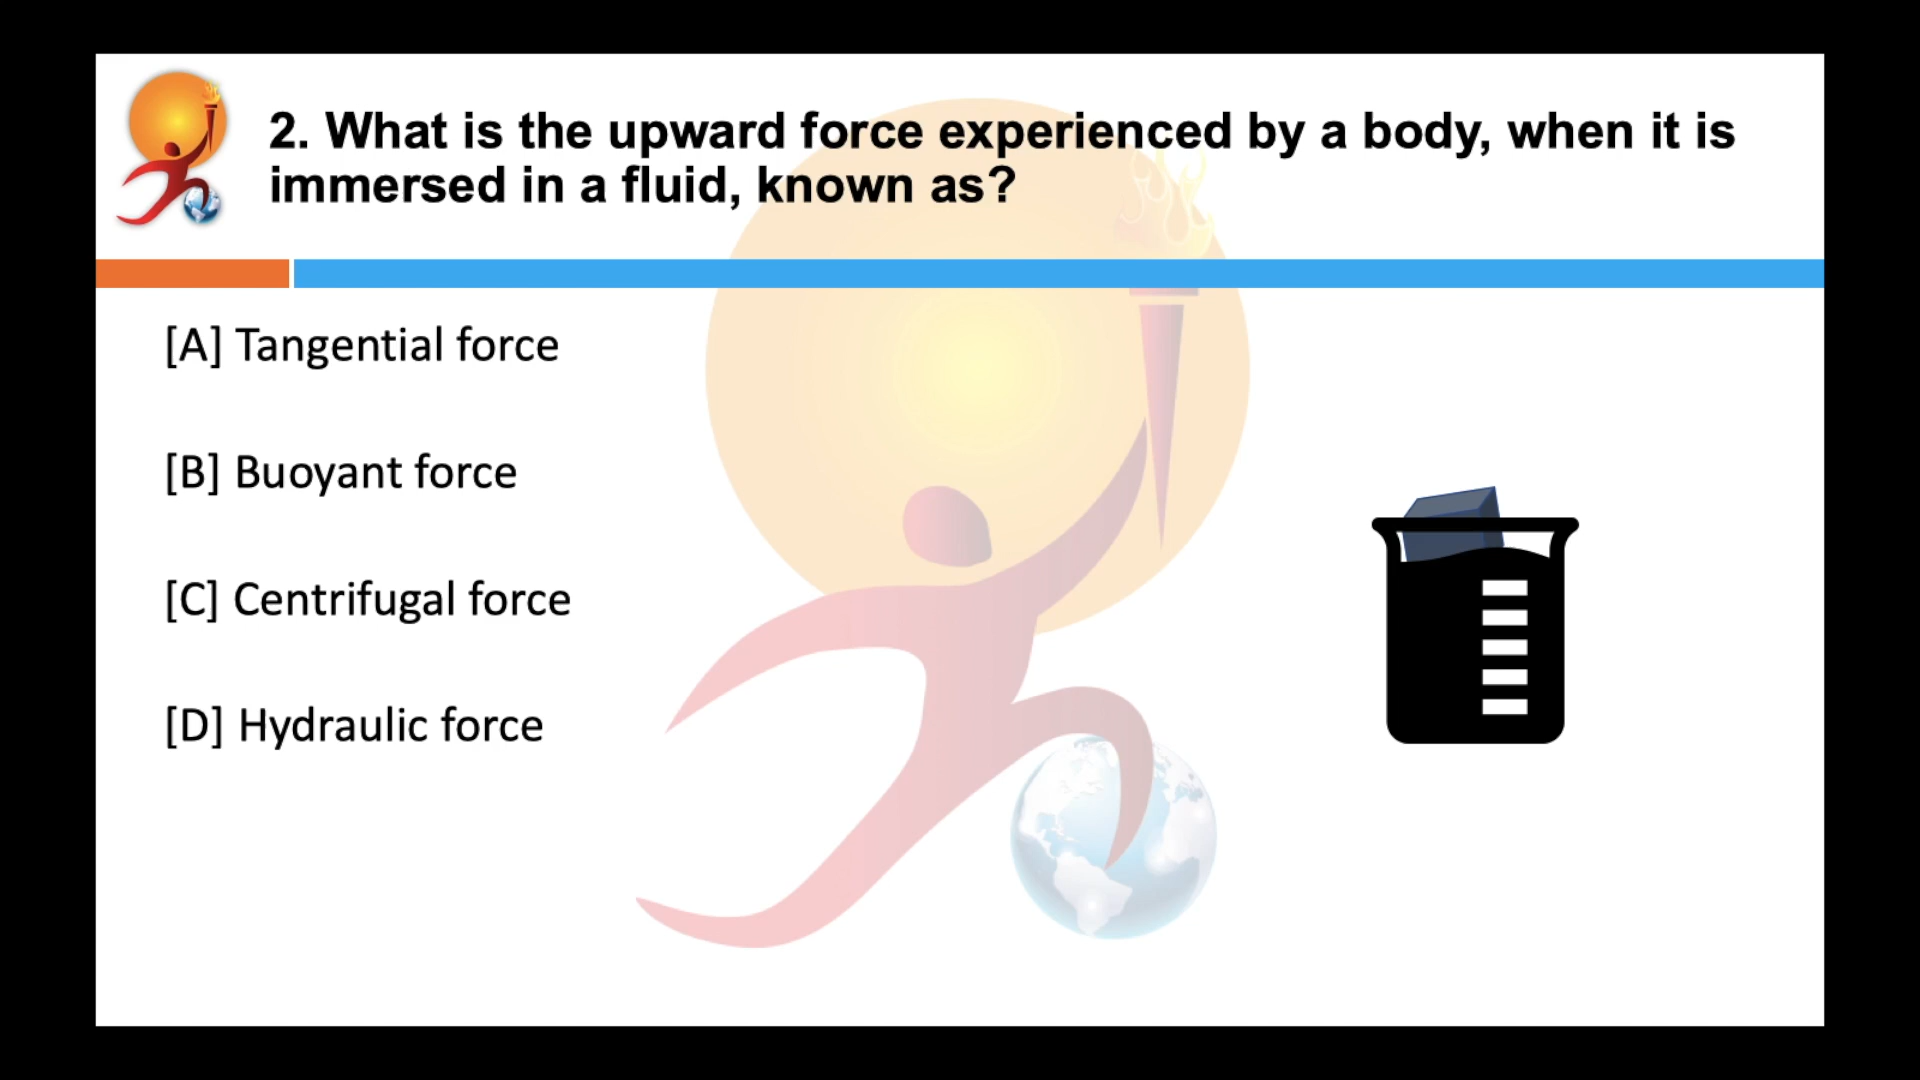 2. What is the upward force experienced by a body, when it is
immersed in a fluid, known as?
[A] Tangential force
[B] Buoyant force
[C] Centrifugal force
[D] Hydraulic force